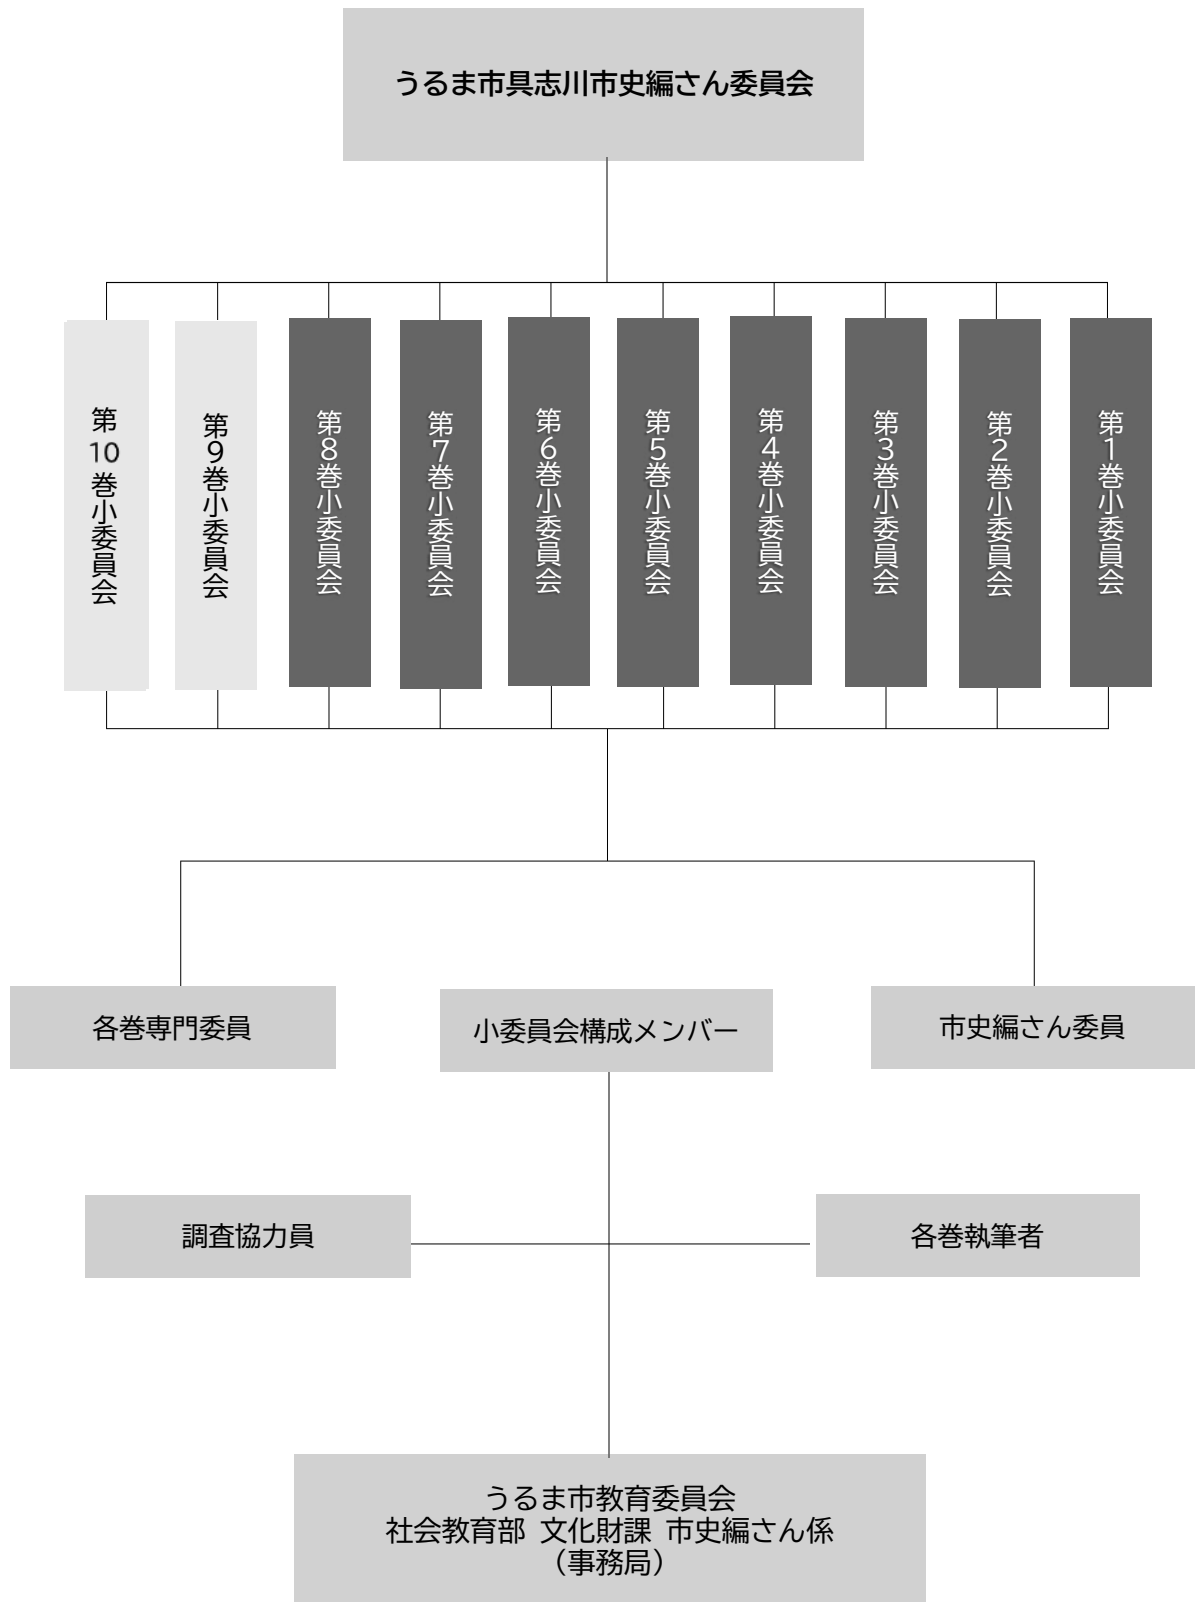 うるま市具志川市史編さん委員会
第1巻小委員会
第2巻小委員会
第3巻小委員会
第4巻小委員会
第5巻小委員会
第6巻小委員会
第7巻小委員会
第8巻小委員会
第9巻小委員会
第10巻小委員会
各巻専門委員
小委員会構成メンバー
市史編さん委員
調査協力員
各巻執筆者
うるま市教育委員会
社会教育部 文化財課 市史編さん係
（事務局）